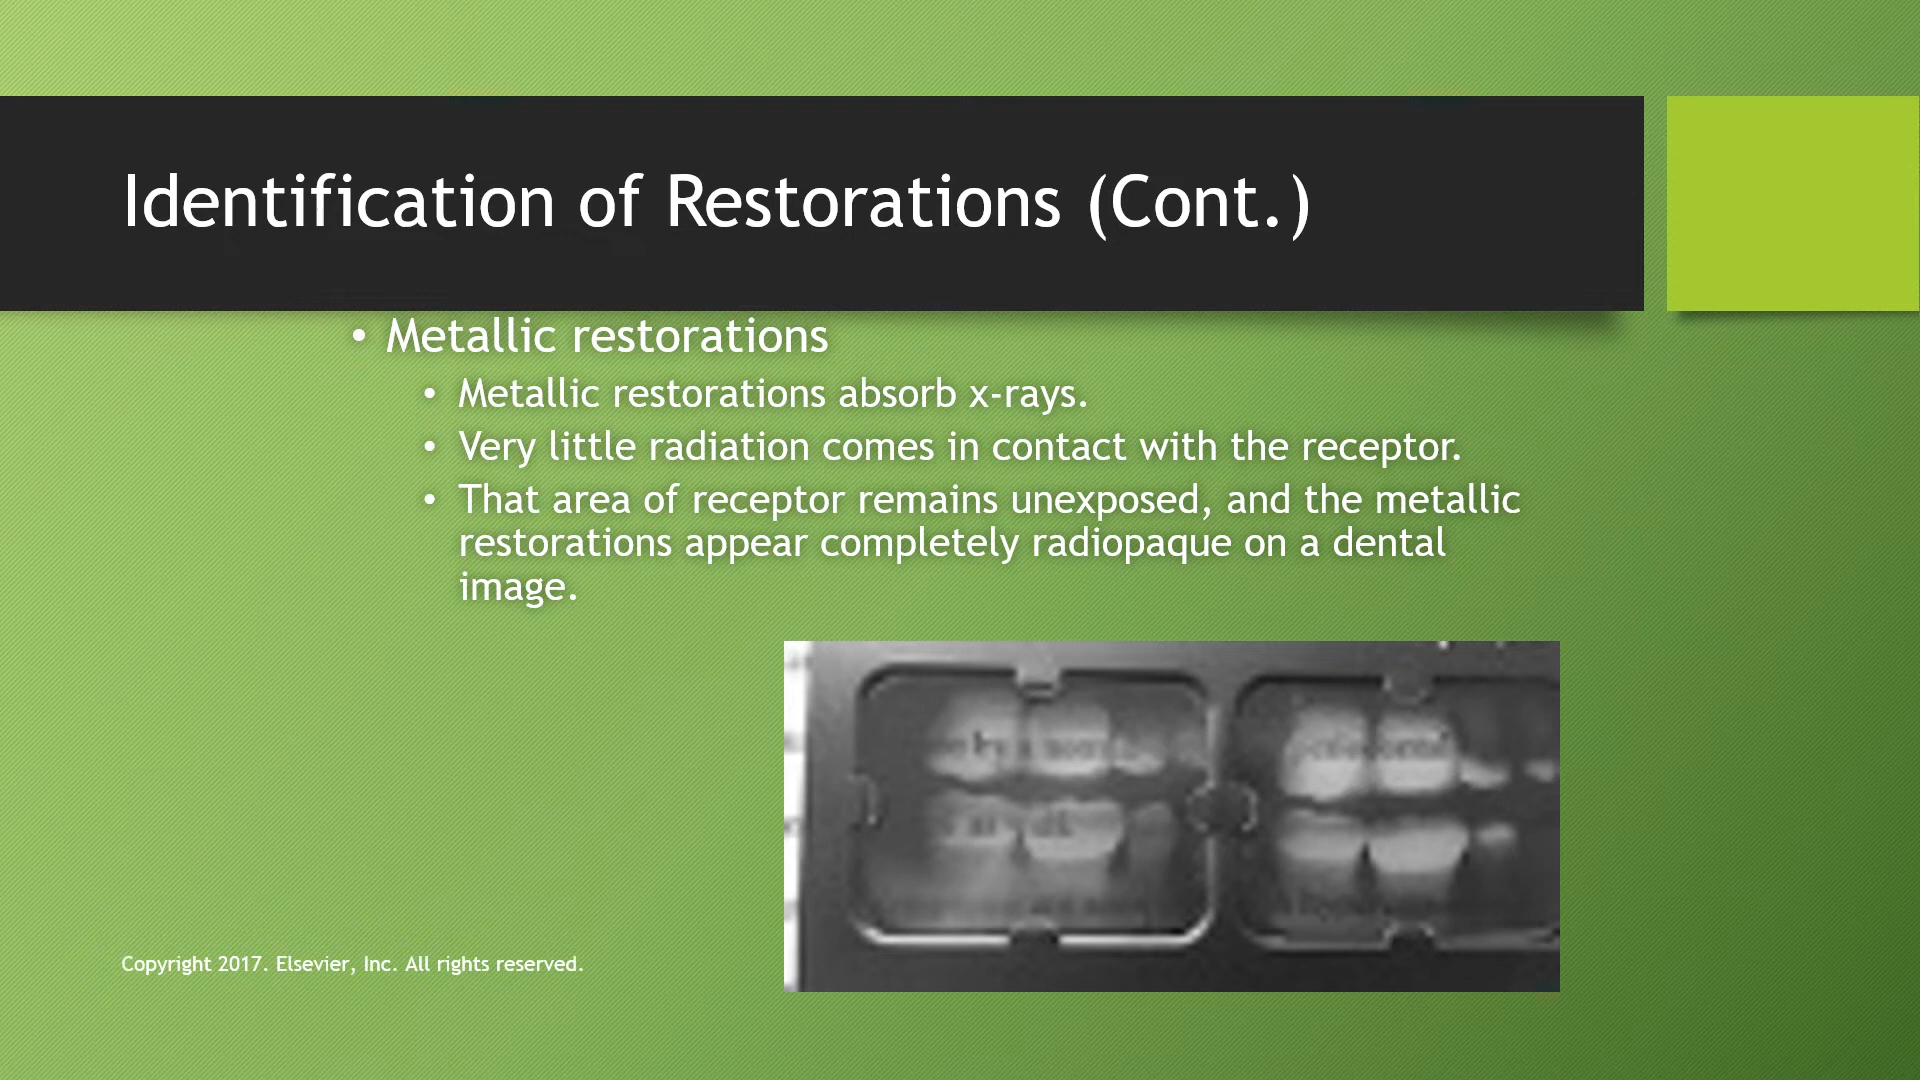 Identification of Restorations (Cont.)
• Metallic restorations
• Metallic restorations absorb x-rays.
• Very little radiation comes in contact with the receptor.
• That area of receptor remains unexposed, and the metallic
restorations appear completely radiopaque on a dental
image.
Copyright 2017. Elsevier, Inc. All rights reserved.